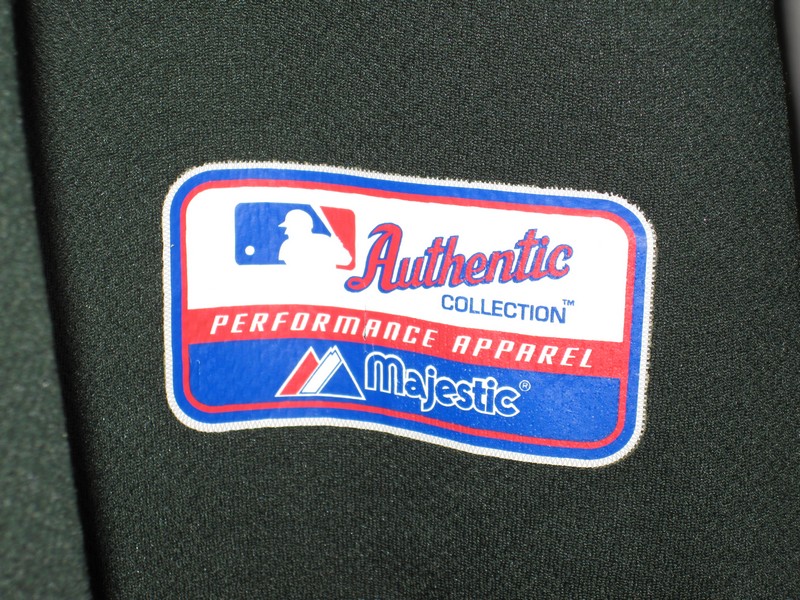 Authentic
COLLECTION™
PERFORMANCE APPAREL
Majestic®